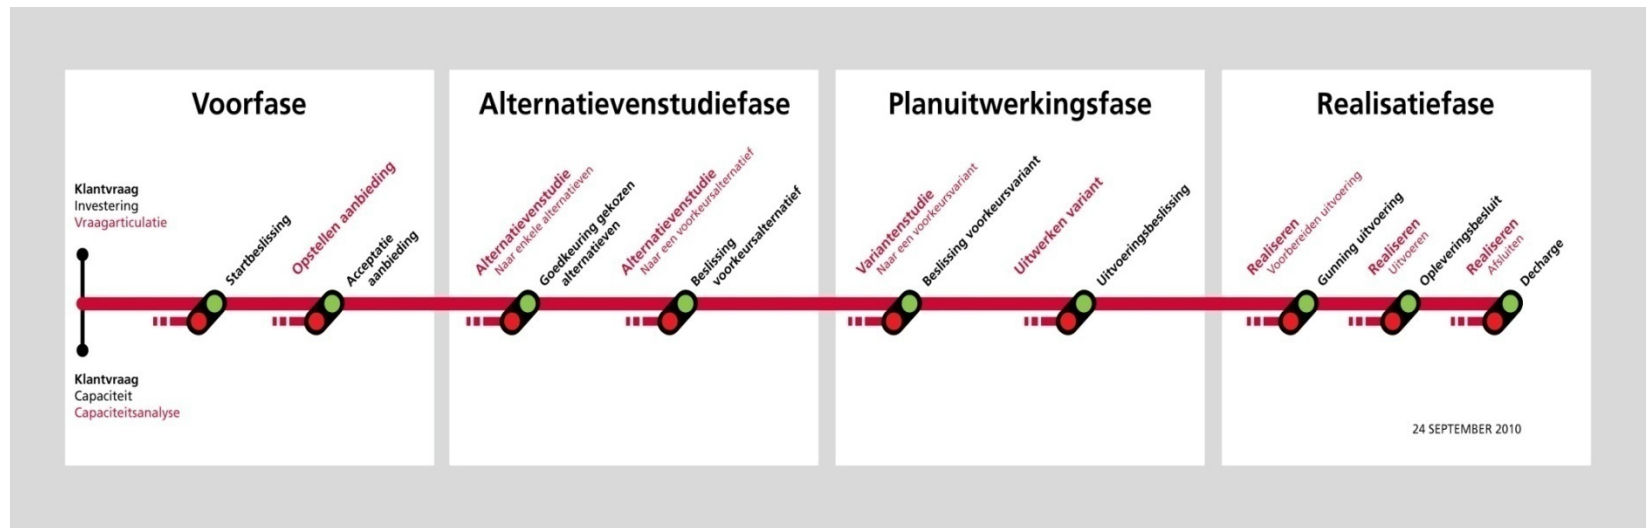 Voorfase
Klantvraag
Investering
Vraagarticulatie
Startbeslissing
Opstellen aanbieding
Acceptatie
aanbieding
Klantvraag
Capaciteit
Capaciteitsanalyse
Alternatievenstudiefase
Alternatievenstudie
Naar enkele alternatieven
Goedkeuring gekozen
alternatieven
Alternatievenstudie
Naar een voorkeursalternatief
Beslissing
voorkeursalternatief
Planuitwerkingsfase
Variantenstudie
Naar een voorkeursvariant
Beslissing voorkeursvariant
Uitwerken variant
Uitvoeringsbeslissing
Realisatiefase
Realiseren
Voorbereiden uitvoering
Gunning uitvoering
Realiseren
Uitvoeren
Opleveringsbesluit
Realiseren
Afsluiten
Decharge
24 SEPTEMBER 2010